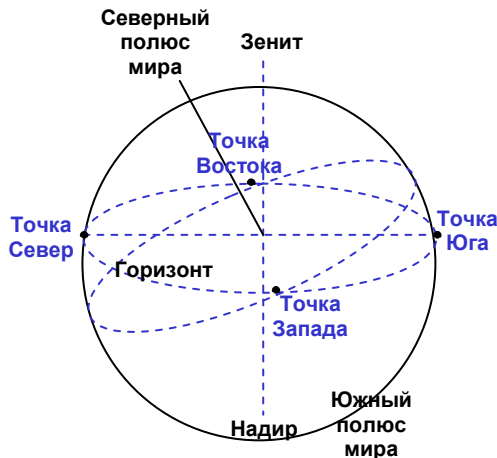 Северный
полюс
мира
Зенит
Точка
Востока
Точка
Север
Точка
Юга
Горизонт
Точка
Запада
Южный
полюс
мира
Надир